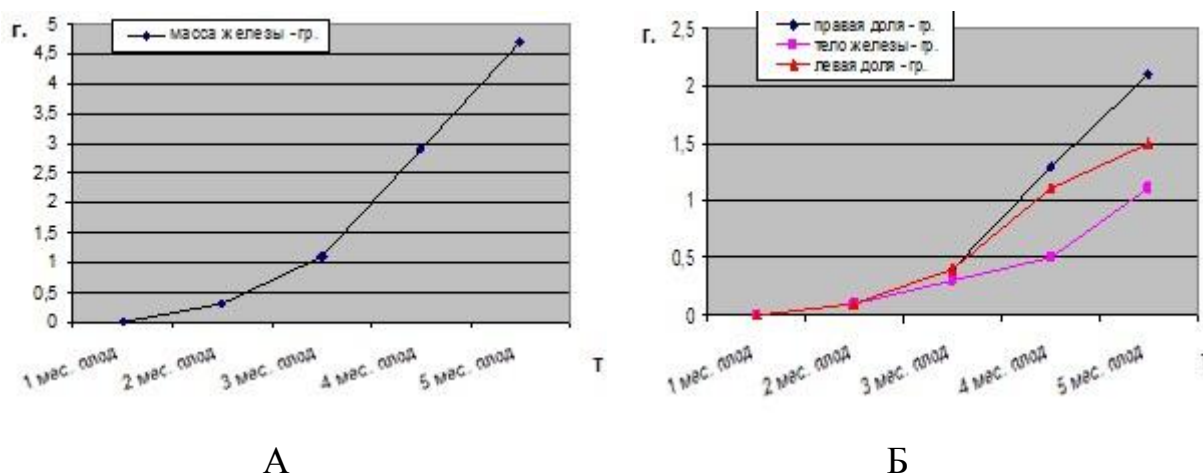 г.
масса железы -гр.
5
4,5
4
3,5
3
2,5
2
1,5
1
0,5
0
1 мес. плод
2 мес. плод
3 мес. плод
4 мес. плод
5 мес. плод
Т
А
г.
правая доля - гр.
тело железы- гр.
левая доля - гр.
2,5
2
1,5
1
0,5
0
1 мес. плод
2 мес. плод
3 мес. плод
4 мес. плод
5 мес. плод
Б